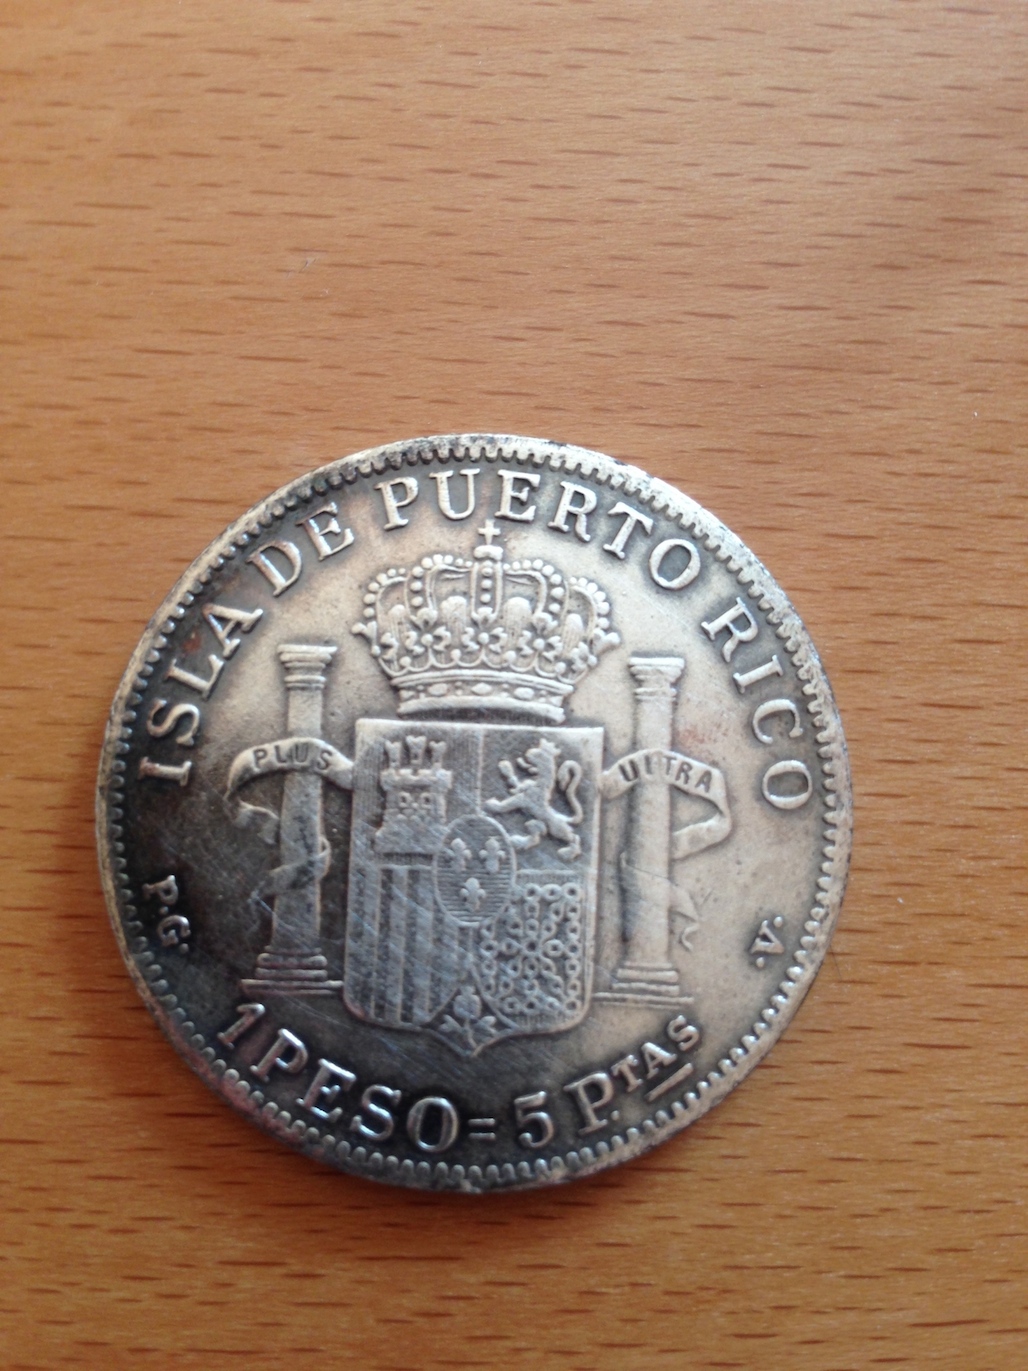 ISLA DE PUERTO RICO
PLUS ULTRA
P.G. V.
1 PESO = 5 PTAS